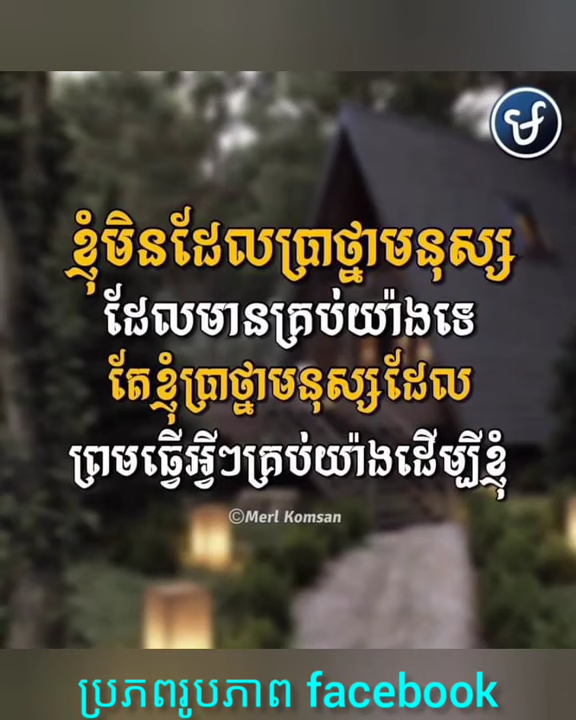 ម
ខ្ញុំមិនដែលប្រាថ្នាមនុស្ស
ដែលមានគ្រប់យ៉ាងទេ
តែខ្ញុំប្រាថ្នាមនុស្សដែល
ព្រមធ្វើអ្វីៗគ្រប់យ៉ាងដើម្បីខ្ញុំ
©Merl Komsan
ប្រភពរូបភាព facebook